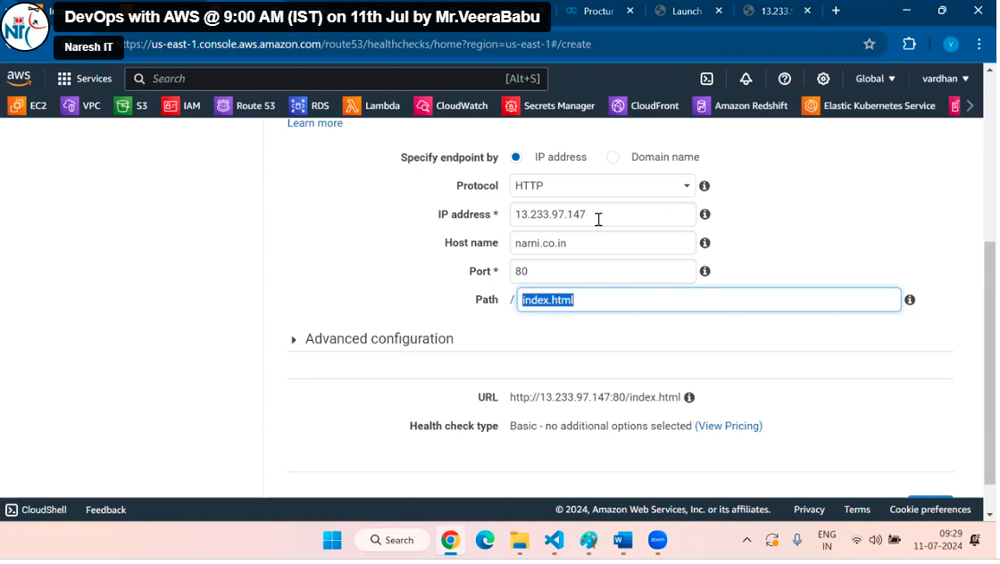 DevOps with AWS @ 9:00 AM (IST) on 11th Jul by Mr.VeeraBabu
Proctur
Launch
13.233.
Naresh IT
ttps://us-east-1.console.aws.amazon.com/route53/healthchecks/home?region=us-east-1#/create
aws
Services
Search
[Alt+S]
Global
vardhan
EC2
VPC
S3
IAM
Route 53
RDS
Lambda
CloudWatch
Secrets Manager
CloudFront
Amazon Redshift
Elastic Kubernetes Service
Learn more
Specify endpoint by
IP address
Domain name
Protocol
HTTP
IP address *
13.233.97.147
Host name
narni.co.in
Port *
80
Path
/
index.html
Advanced configuration
URL
http://13.233.97.147:80/index.html
Health check type
Basic - no additional options selected (View Pricing)
CloudShell
Feedback
© 2024, Amazon Web Services, Inc. or its affiliates.
Privacy
Terms
Cookie preferences
Search
ENG
IN
09:29
11-07-2024